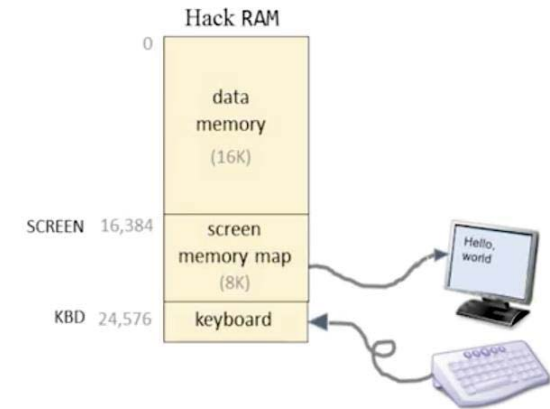 Hack RAM
0
data
memory
(16K)
SCREEN 16,384
screen
memory map
(8K)
Hello,
world
KBD 24,576
keyboard